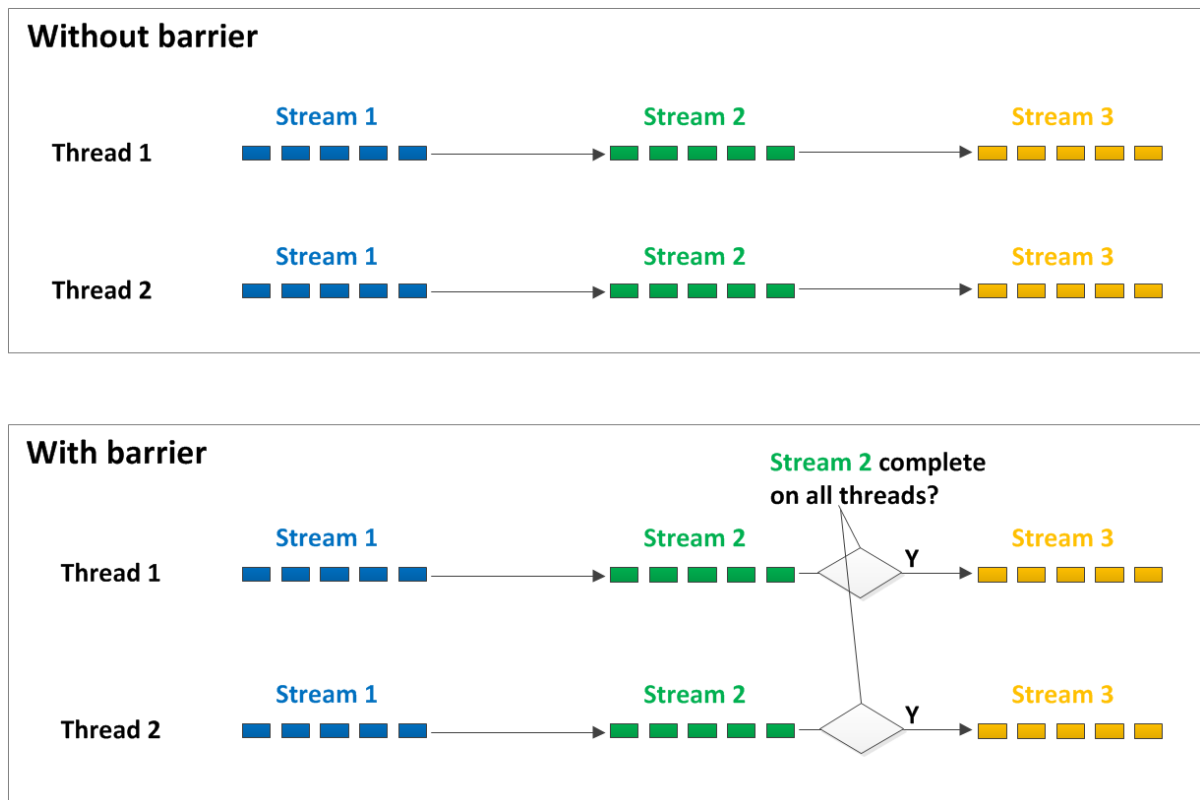 Without barrier
Stream 1 Stream 2 Stream 3
Thread 1
Stream 1 Stream 2 Stream 3
Thread 2
With barrier
Stream 2 complete
on all threads?
Stream 1 Stream 2 Stream 3
Thread 1 Y
Stream 1 Stream 2 Stream 3
Thread 2 Y